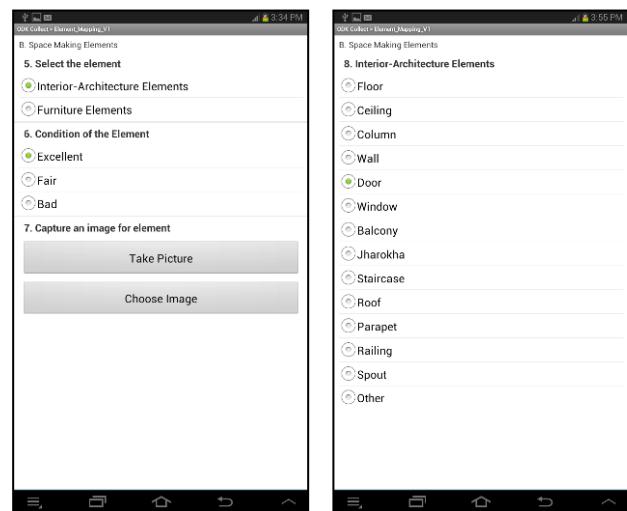 3:34 PM
ODK Collect > Element_Mapping_V1
B. Space Making Elements
5. Select the element
Interior-Architecture Elements
Furniture Elements
6. Condition of the Element
Excellent
Fair
Bad
7. Capture an image for element
Take Picture
Choose Image
3:55 PM
ODK Collect > Element_Mapping_V1
B. Space Making Elements
8. Interior-Architecture Elements
Floor
Ceiling
Column
Wall
Door
Window
Balcony
Jharokha
Staircase
Roof
Parapet
Railing
Spout
Other